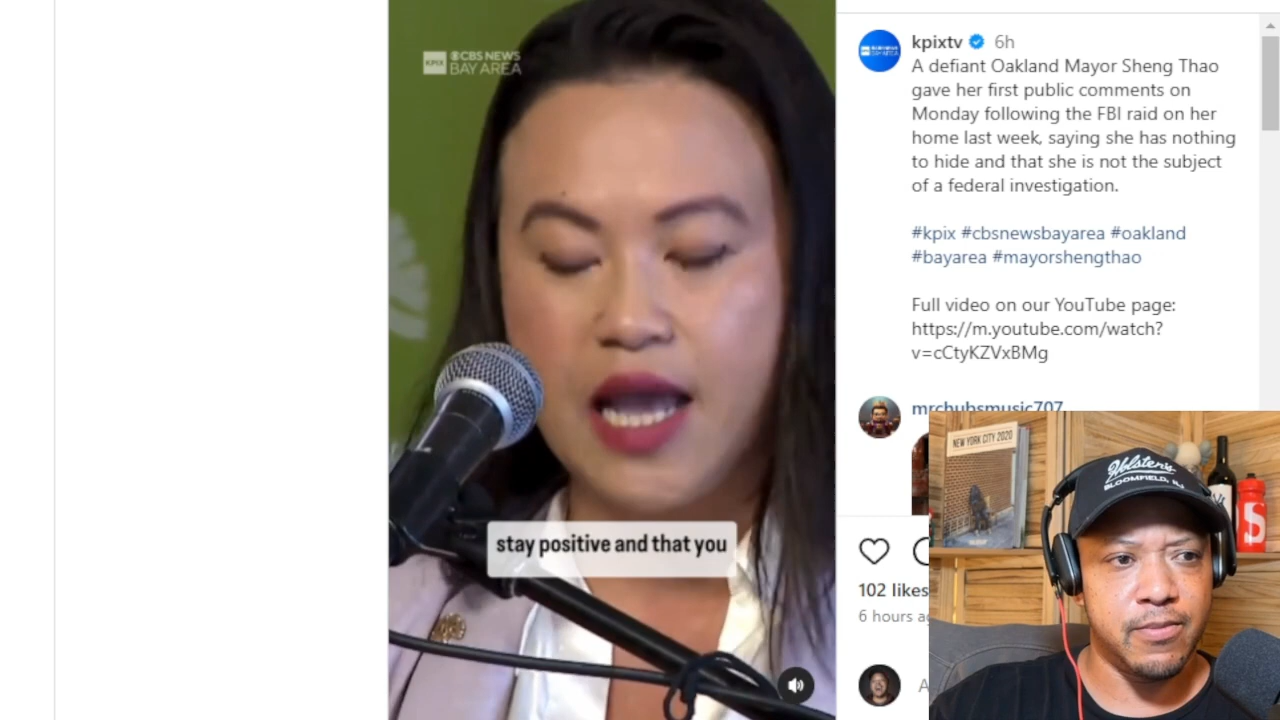 KPIX
CBS NEWS
BAY AREA
stay positive and that you
kpixtv 6h
A defiant Oakland Mayor Sheng Thao
gave her first public comments on
Monday following the FBI raid on her
home last week, saying she has nothing
to hide and that she is not the subject
of a federal investigation.
#kpix #cbsnewsbayarea #oakland
#bayarea #mayorshengthao
Full video on our YouTube page:
https://m.youtube.com/watch?
v=cCtyKZVxBMg
mrchubsmusic707
102 likes
6 hours a
A
NEW YORK CITY 2020
Holsten's
BLOOMFIELD, NJ
S